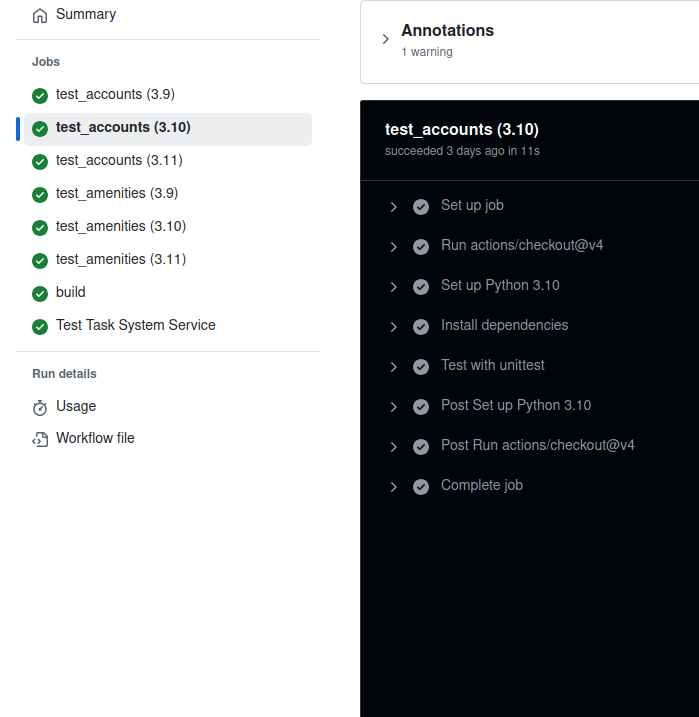 Summary
Jobs
test_accounts (3.9)
test_accounts (3.10)
test_accounts (3.11)
test_amenities (3.9)
test_amenities (3.10)
test_amenities (3.11)
build
Test Task System Service
Run details
Usage
Workflow file
Annotations
1 warning
test_accounts (3.10)
succeeded 3 days ago in 11s
Set up job
Run actions/checkout@v4
Set up Python 3.10
Install dependencies
Test with unittest
Post Set up Python 3.10
Post Run actions/checkout@v4
Complete job